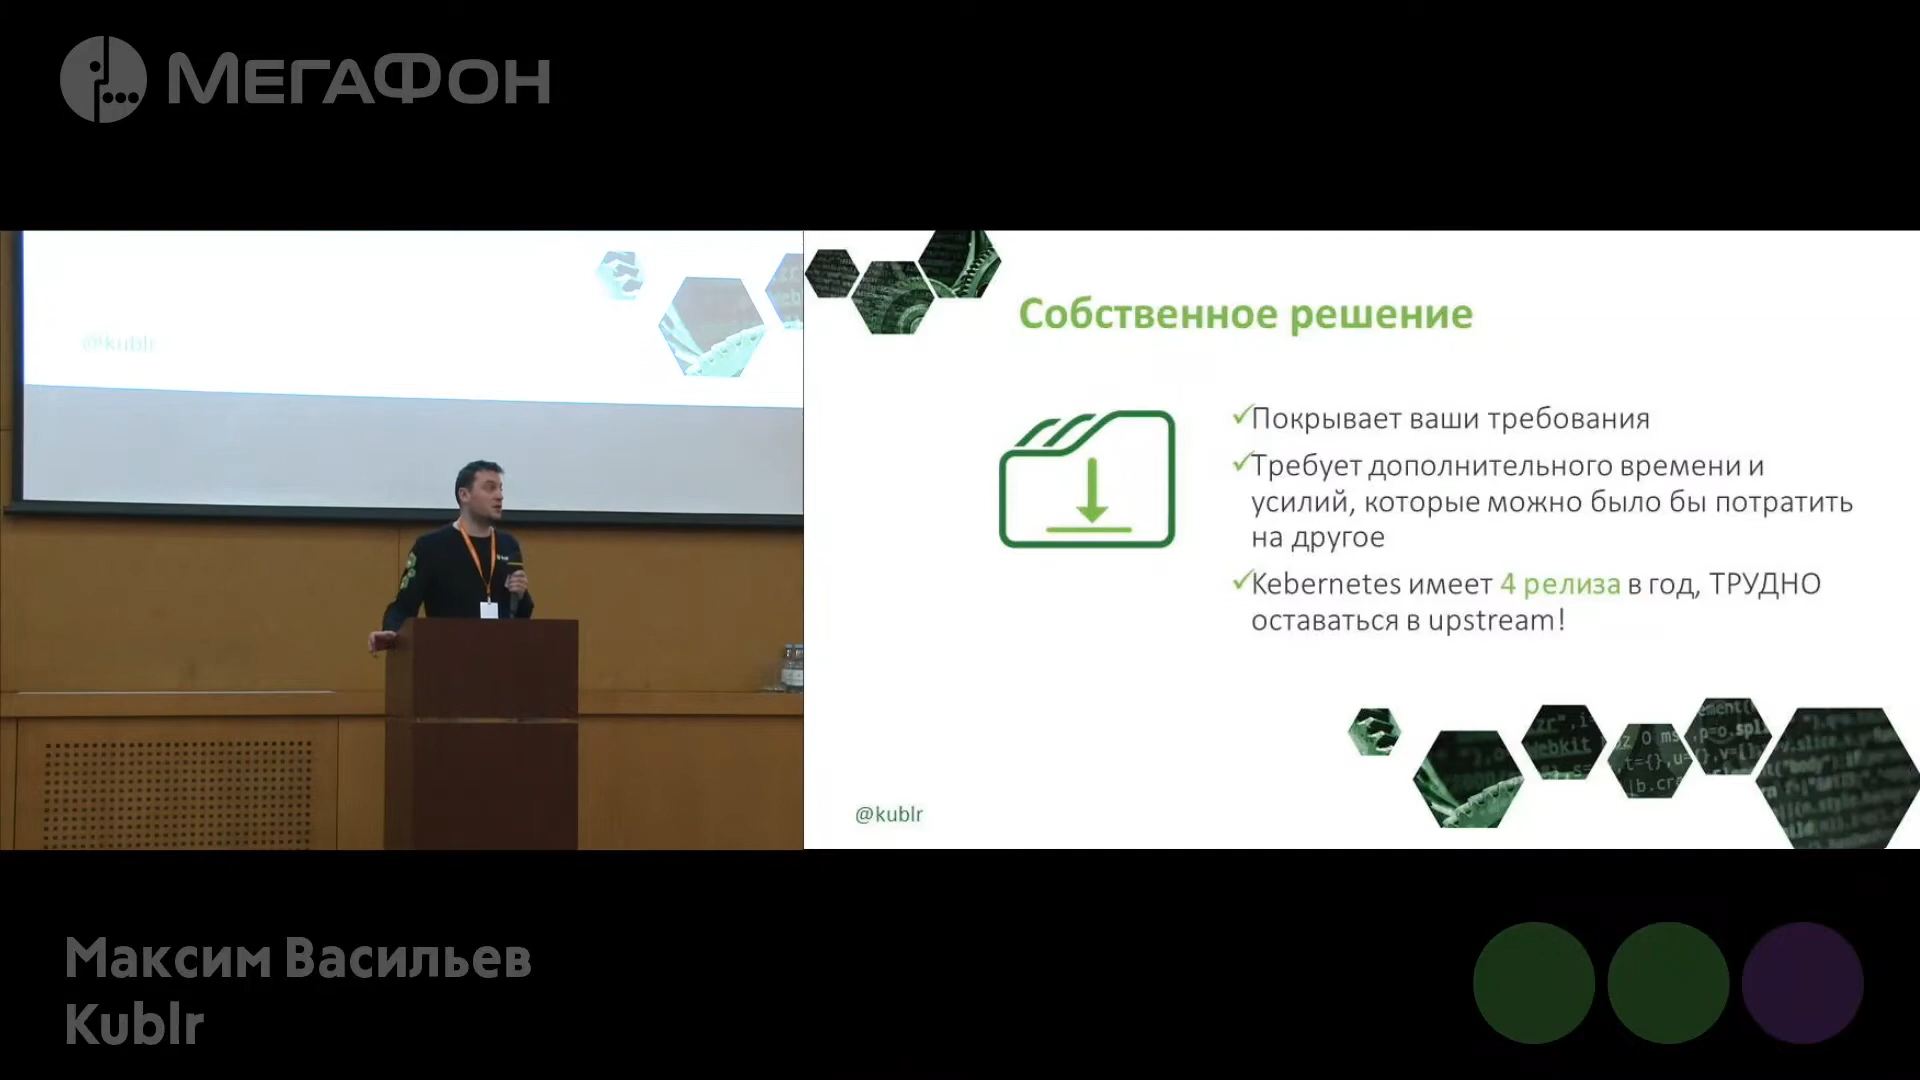 МЕГАФОН
@kublr
Собственное решение
✓Покрывает ваши требования
✓Требует дополнительного времени и
усилий, которые можно было бы потратить
на другое
✓Kebernetes имеет 4 релиза в год, ТРУДНО
оставаться в upstream!
@kublr
Максим Васильев
Kublr